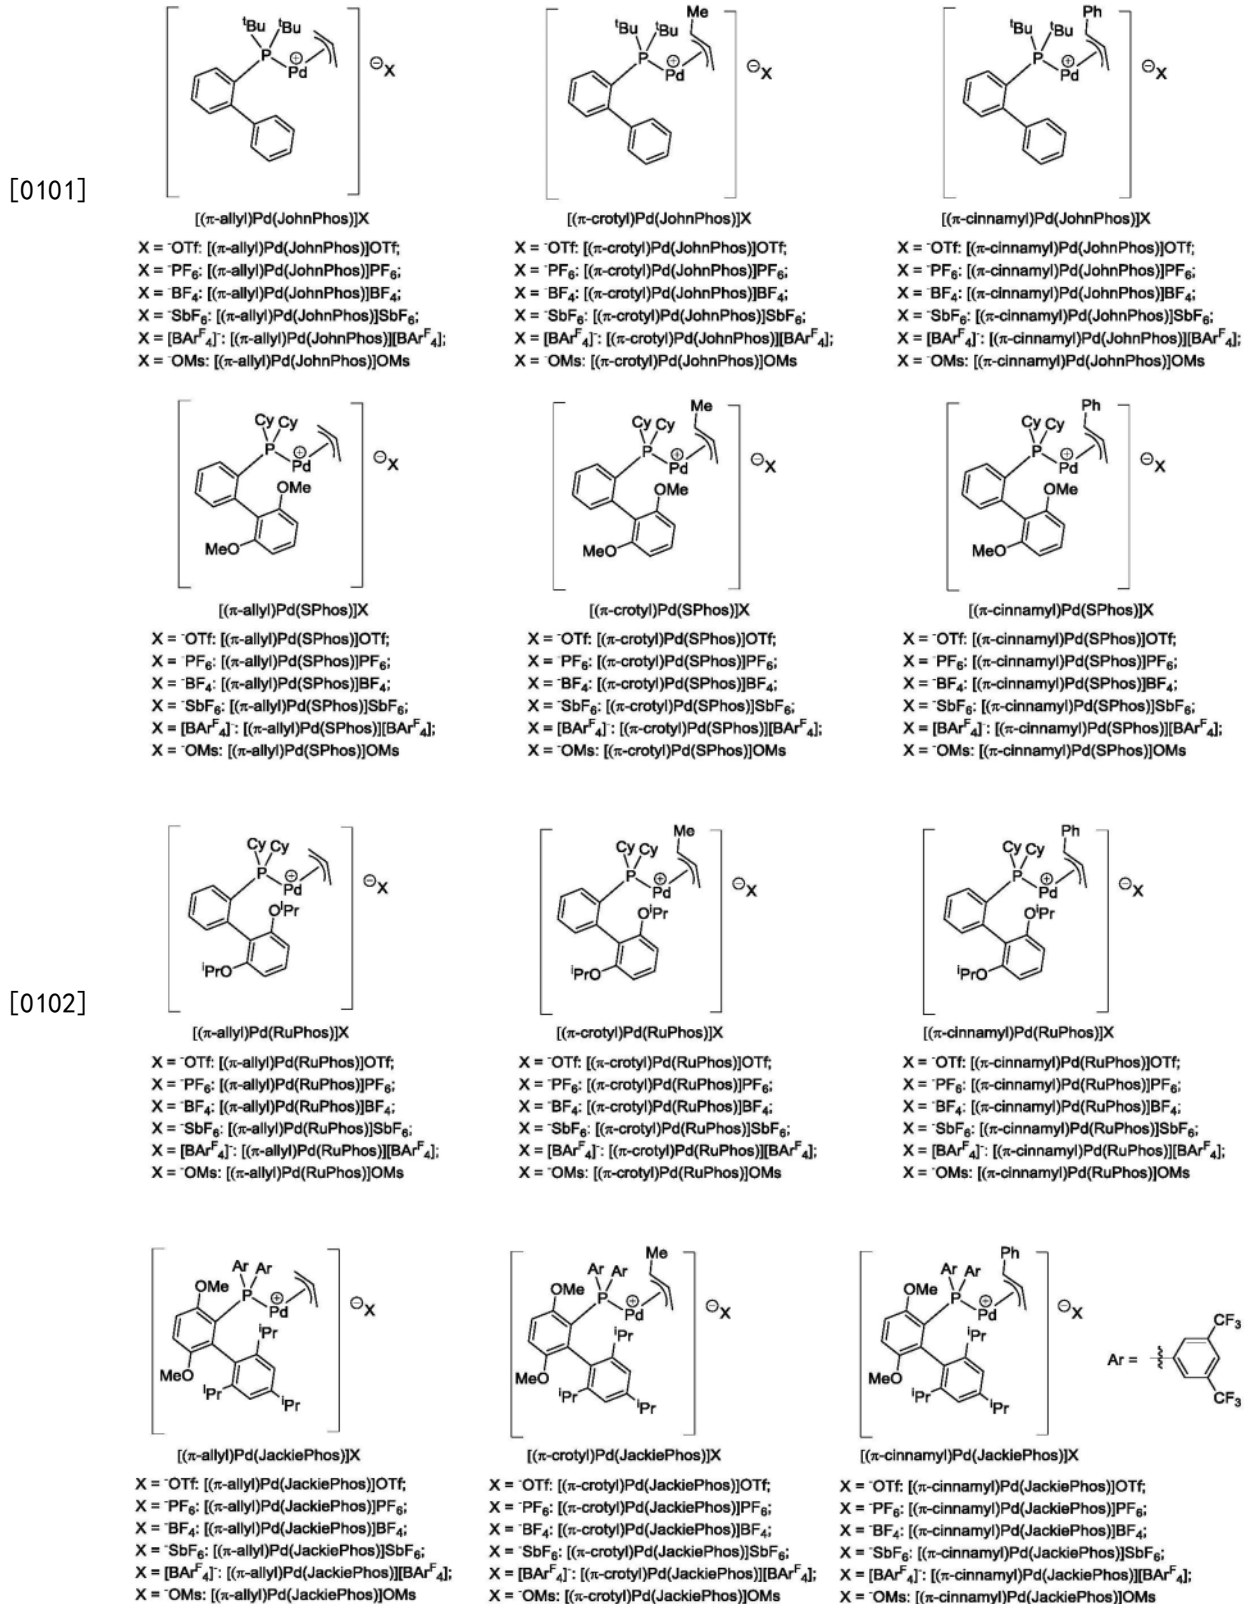 [0101]
ᵗBu ᵗBu P ⊕ Pd ⊖X
Me ᵗBu ᵗBu P ⊕ Pd ⊖X
Ph ᵗBu ᵗBu P ⊕ Pd ⊖X
[(π-allyl)Pd(JohnPhos)]X [(π-crotyl)Pd(JohnPhos)]X [(π-cinnamyl)Pd(JohnPhos)]X
X = ⁻OTf: [(π-allyl)Pd(JohnPhos)]OTf; X = ⁻OTf: [(π-crotyl)Pd(JohnPhos)]OTf; X = ⁻OTf: [(π-cinnamyl)Pd(JohnPhos)]OTf;
X = ⁻PF₆: [(π-allyl)Pd(JohnPhos)]PF₆; X = ⁻PF₆: [(π-crotyl)Pd(JohnPhos)]PF₆; X = ⁻PF₆: [(π-cinnamyl)Pd(JohnPhos)]PF₆;
X = ⁻BF₄: [(π-allyl)Pd(JohnPhos)]BF₄; X = ⁻BF₄: [(π-crotyl)Pd(JohnPhos)]BF₄; X = ⁻BF₄: [(π-cinnamyl)Pd(JohnPhos)]BF₄;
X = ⁻SbF₆: [(π-allyl)Pd(JohnPhos)]SbF₆; X = ⁻SbF₆: [(π-crotyl)Pd(JohnPhos)]SbF₆; X = ⁻SbF₆: [(π-cinnamyl)Pd(JohnPhos)]SbF₆;
X = [BArF₄]⁻: [(π-allyl)Pd(JohnPhos)][BArF₄]; X = [BArF₄]⁻: [(π-crotyl)Pd(JohnPhos)][BArF₄]; X = [BArF₄]⁻: [(π-cinnamyl)Pd(JohnPhos)][BArF₄];
X = ⁻OMs: [(π-allyl)Pd(JohnPhos)]OMs X = ⁻OMs: [(π-crotyl)Pd(JohnPhos)]OMs X = ⁻OMs: [(π-cinnamyl)Pd(JohnPhos)]OMs
Cy Cy P ⊕ Pd OMe MeO ⊖X
Me Cy Cy P ⊕ Pd OMe MeO ⊖X
Ph Cy Cy P ⊕ Pd OMe MeO ⊖X
[(π-allyl)Pd(SPhos)]X [(π-crotyl)Pd(SPhos)]X [(π-cinnamyl)Pd(SPhos)]X
X = ⁻OTf: [(π-allyl)Pd(SPhos)]OTf; X = ⁻OTf: [(π-crotyl)Pd(SPhos)]OTf; X = ⁻OTf: [(π-cinnamyl)Pd(SPhos)]OTf;
X = ⁻PF₆: [(π-allyl)Pd(SPhos)]PF₆; X = ⁻PF₆: [(π-crotyl)Pd(SPhos)]PF₆; X = ⁻PF₆: [(π-cinnamyl)Pd(SPhos)]PF₆;
X = ⁻BF₄: [(π-allyl)Pd(SPhos)]BF₄; X = ⁻BF₄: [(π-crotyl)Pd(SPhos)]BF₄; X = ⁻BF₄: [(π-cinnamyl)Pd(SPhos)]BF₄;
X = ⁻SbF₆: [(π-allyl)Pd(SPhos)]SbF₆; X = ⁻SbF₆: [(π-crotyl)Pd(SPhos)]SbF₆; X = ⁻SbF₆: [(π-cinnamyl)Pd(SPhos)]SbF₆;
X = [BArF₄]⁻: [(π-allyl)Pd(SPhos)][BArF₄]; X = [BArF₄]⁻: [(π-crotyl)Pd(SPhos)][BArF₄]; X = [BArF₄]⁻: [(π-cinnamyl)Pd(SPhos)][BArF₄];
X = ⁻OMs: [(π-allyl)Pd(SPhos)]OMs X = ⁻OMs: [(π-crotyl)Pd(SPhos)]OMs X = ⁻OMs: [(π-cinnamyl)Pd(SPhos)]OMs
[0102]
Cy Cy P ⊕ Pd OⁱPr ⁱPrO ⊖X
Me Cy Cy P ⊕ Pd OⁱPr ⁱPrO ⊖X
Ph Cy Cy P ⊕ Pd OⁱPr ⁱPrO ⊖X
[(π-allyl)Pd(RuPhos)]X [(π-crotyl)Pd(RuPhos)]X [(π-cinnamyl)Pd(RuPhos)]X
X = ⁻OTf: [(π-allyl)Pd(RuPhos)]OTf; X = ⁻OTf: [(π-crotyl)Pd(RuPhos)]OTf; X = ⁻OTf: [(π-cinnamyl)Pd(RuPhos)]OTf;
X = ⁻PF₆: [(π-allyl)Pd(RuPhos)]PF₆; X = ⁻PF₆: [(π-crotyl)Pd(RuPhos)]PF₆; X = ⁻PF₆: [(π-cinnamyl)Pd(RuPhos)]PF₆;
X = ⁻BF₄: [(π-allyl)Pd(RuPhos)]BF₄; X = ⁻BF₄: [(π-crotyl)Pd(RuPhos)]BF₄; X = ⁻BF₄: [(π-cinnamyl)Pd(RuPhos)]BF₄;
X = ⁻SbF₆: [(π-allyl)Pd(RuPhos)]SbF₆; X = ⁻SbF₆: [(π-crotyl)Pd(RuPhos)]SbF₆; X = ⁻SbF₆: [(π-cinnamyl)Pd(RuPhos)]SbF₆;
X = [BArF₄]⁻: [(π-allyl)Pd(RuPhos)][BArF₄]; X = [BArF₄]⁻: [(π-crotyl)Pd(RuPhos)][BArF₄]; X = [BArF₄]⁻: [(π-cinnamyl)Pd(RuPhos)][BArF₄];
X = ⁻OMs: [(π-allyl)Pd(RuPhos)]OMs X = ⁻OMs: [(π-crotyl)Pd(RuPhos)]OMs X = ⁻OMs: [(π-cinnamyl)Pd(RuPhos)]OMs
Ar Ar OMe P ⊕ Pd ⁱPr MeO ⁱPr ⁱPr ⊖X
Me Ar Ar OMe P ⊕ Pd ⁱPr MeO ⁱPr ⁱPr ⊖X
Ph Ar Ar OMe P ⊕ Pd ⁱPr MeO ⁱPr ⁱPr ⊖X
Ar = CF₃ CF₃
[(π-allyl)Pd(JackiePhos)]X [(π-crotyl)Pd(JackiePhos)]X [(π-cinnamyl)Pd(JackiePhos)]X
X = ⁻OTf: [(π-allyl)Pd(JackiePhos)]OTf; X = ⁻OTf: [(π-crotyl)Pd(JackiePhos)]OTf; X = ⁻OTf: [(π-cinnamyl)Pd(JackiePhos)]OTf;
X = ⁻PF₆: [(π-allyl)Pd(JackiePhos)]PF₆; X = ⁻PF₆: [(π-crotyl)Pd(JackiePhos)]PF₆; X = ⁻PF₆: [(π-cinnamyl)Pd(JackiePhos)]PF₆;
X = ⁻BF₄: [(π-allyl)Pd(JackiePhos)]BF₄; X = ⁻BF₄: [(π-crotyl)Pd(JackiePhos)]BF₄; X = ⁻BF₄: [(π-cinnamyl)Pd(JackiePhos)]BF₄;
X = ⁻SbF₆: [(π-allyl)Pd(JackiePhos)]SbF₆; X = ⁻SbF₆: [(π-crotyl)Pd(JackiePhos)]SbF₆; X = ⁻SbF₆: [(π-cinnamyl)Pd(JackiePhos)]SbF₆;
X = [BArF₄]⁻: [(π-allyl)Pd(JackiePhos)][BArF₄]; X = [BArF₄]⁻: [(π-crotyl)Pd(JackiePhos)][BArF₄]; X = [BArF₄]⁻: [(π-cinnamyl)Pd(JackiePhos)][BArF₄];
X = ⁻OMs: [(π-allyl)Pd(JackiePhos)]OMs X = ⁻OMs: [(π-crotyl)Pd(JackiePhos)]OMs X = ⁻OMs: [(π-cinnamyl)Pd(JackiePhos)]OMs